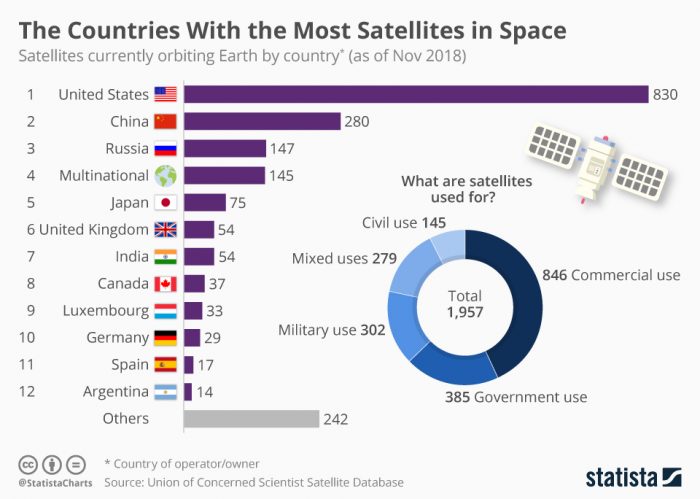 The Countries With the Most Satellites in Space
Satellites currently orbiting Earth by country* (as of Nov 2018)
1 United States 830
2 China 280
3 Russia 147
4 Multinational 145
5 Japan 75
6 United Kingdom 54
7 India 54
8 Canada 37
9 Luxembourg 33
10 Germany 29
11 Spain 17
12 Argentina 14
Others 242
What are satellites
used for?
Civil use 145
Mixed uses 279
846 Commercial use
Total
1,957
Military use 302
385 Government use
cc
@StatistaCharts
* Country of operator/owner
Source: Union of Concerned Scientist Satellite Database
statista